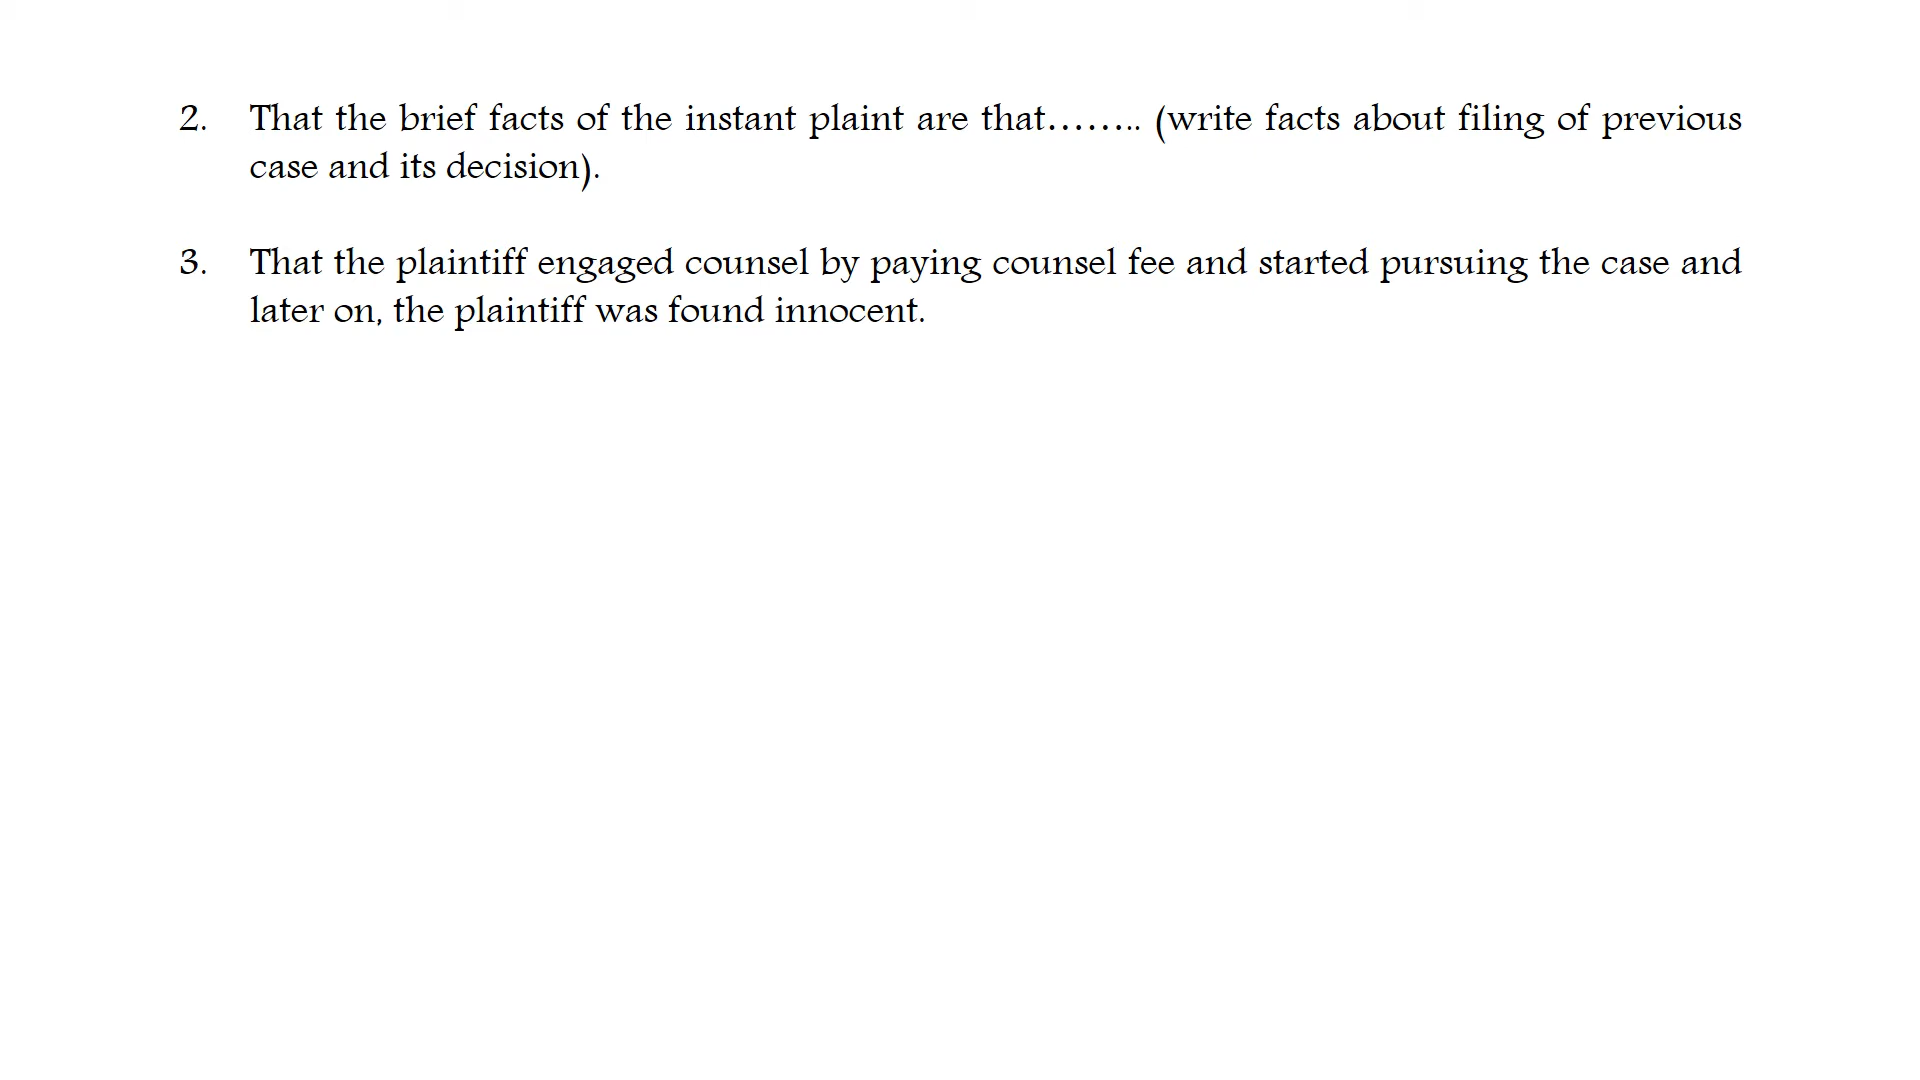 2. That the brief facts of the instant plaint are that…….. (write facts about filing of previous
case and its decision).
3. That the plaintiff engaged counsel by paying counsel fee and started pursuing the case and
later on, the plaintiff was found innocent.